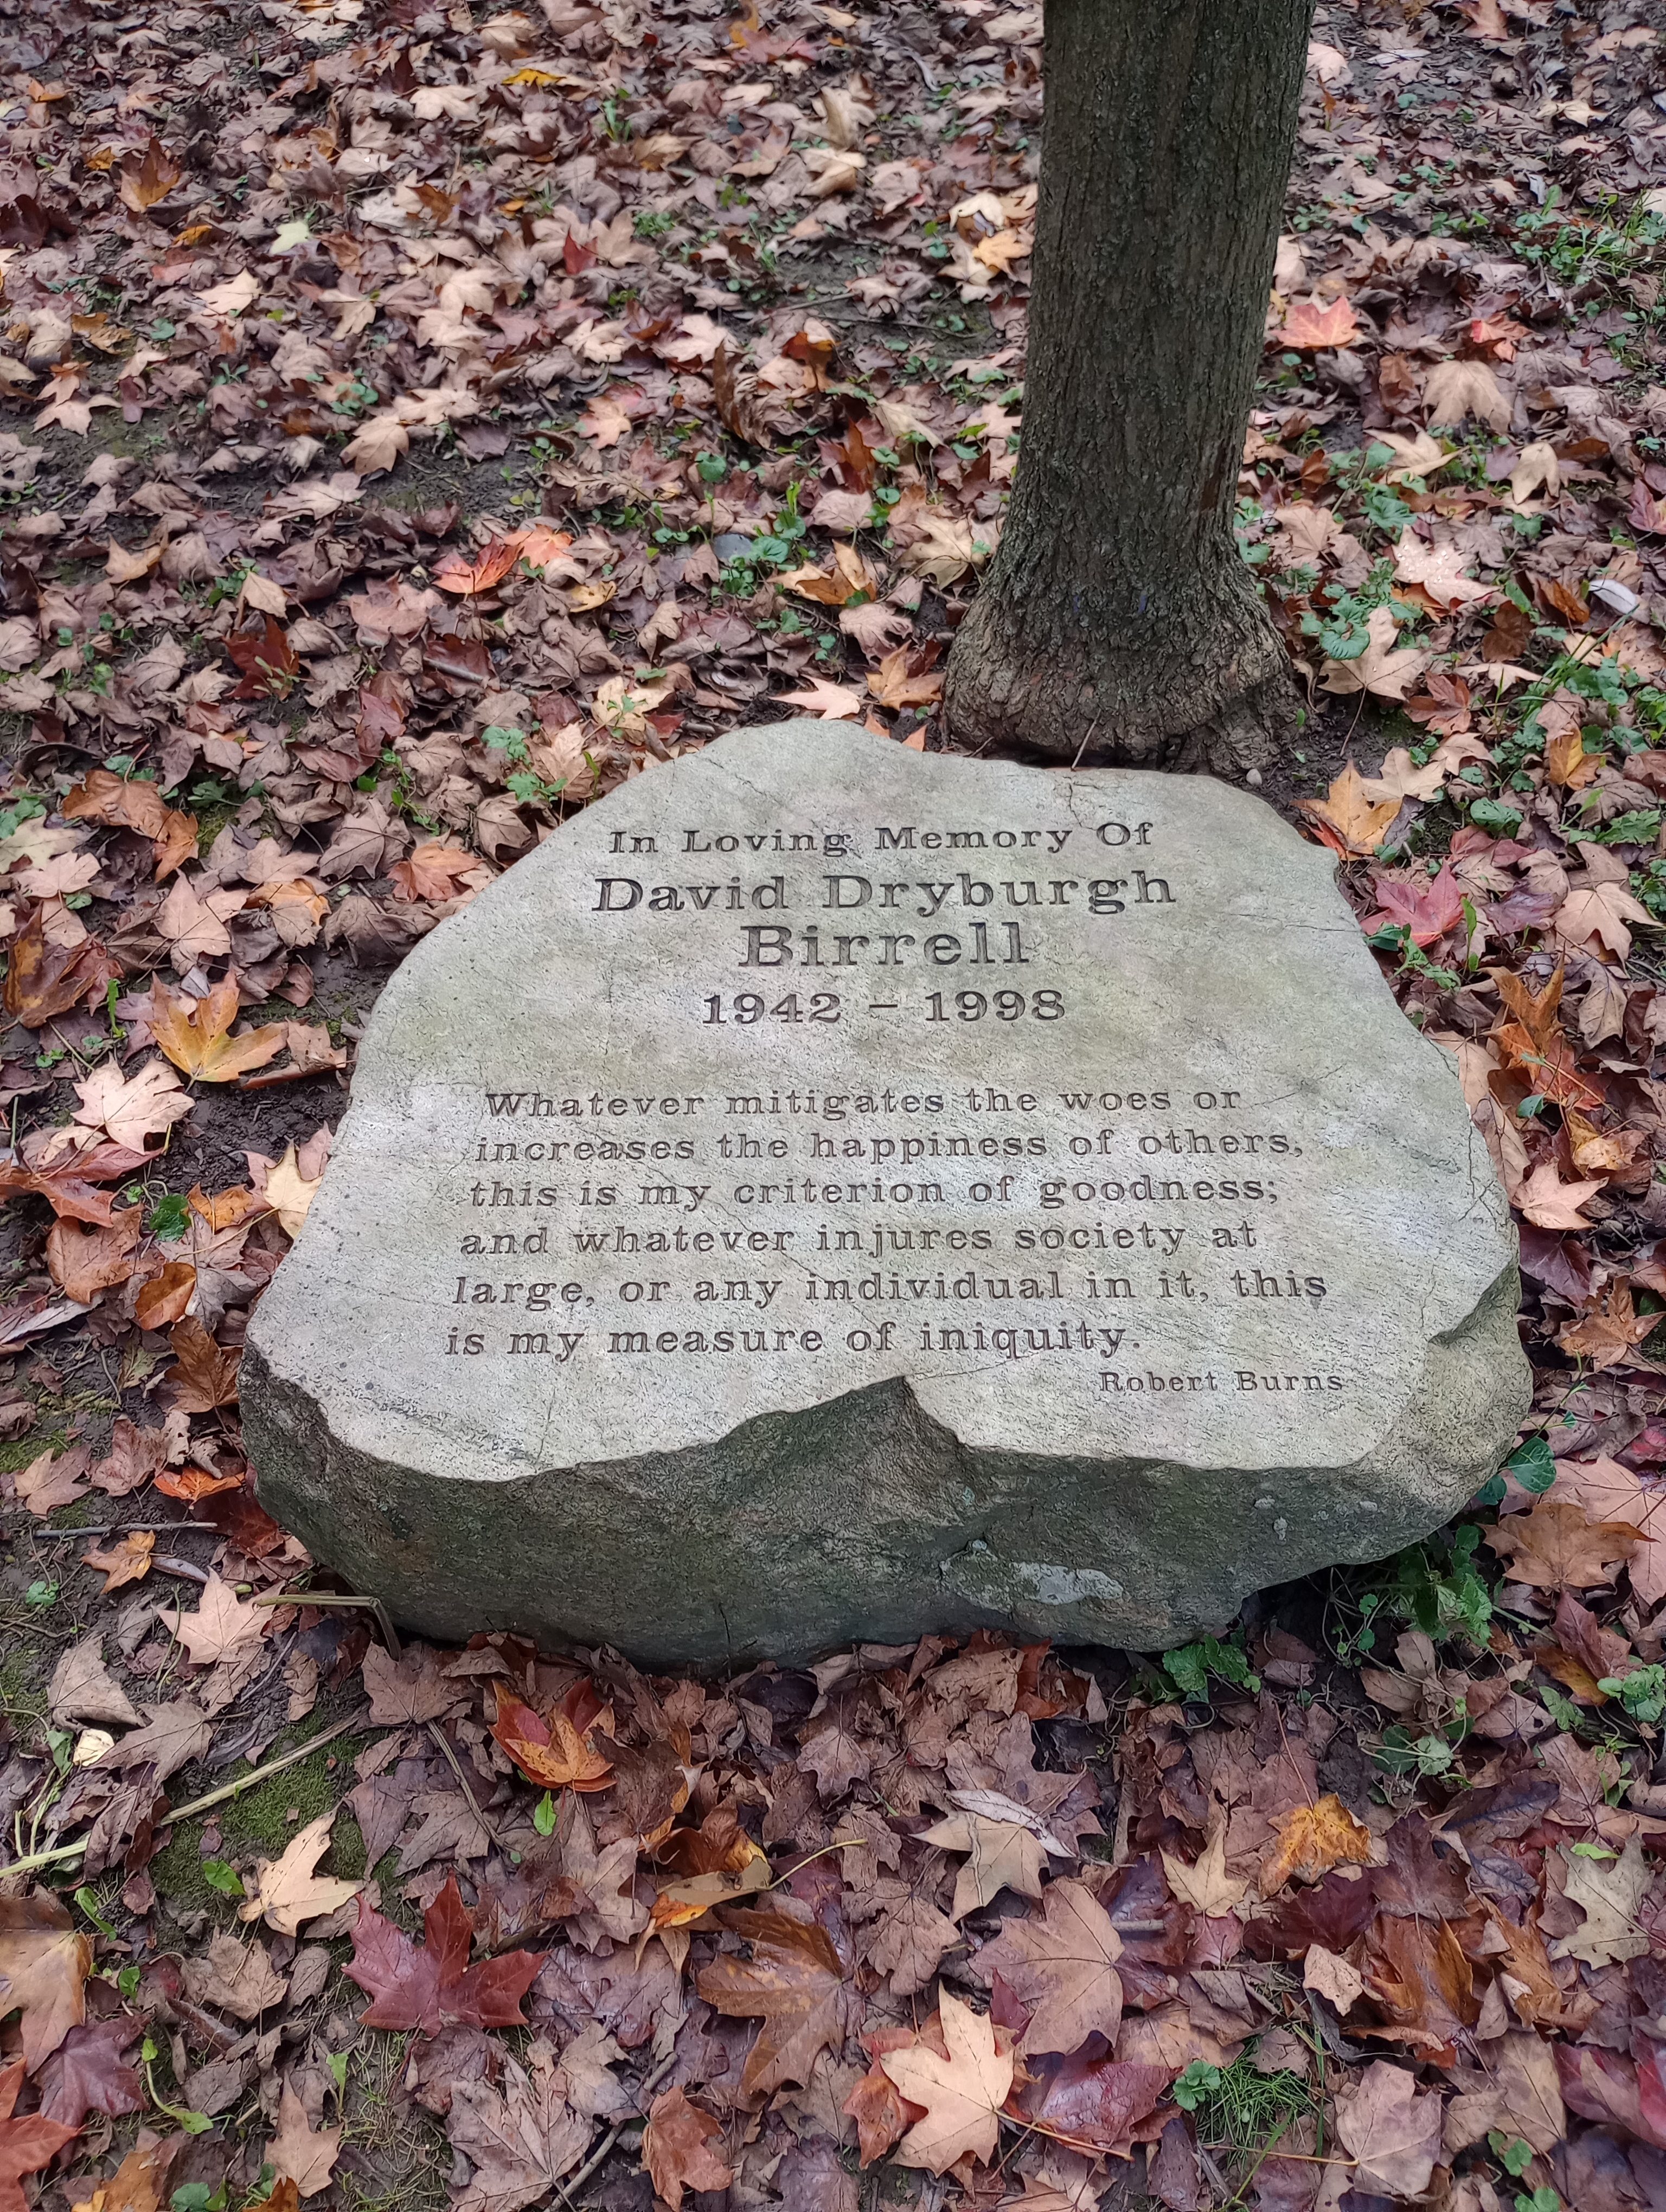 In Loving Memory Of
David Dryburgh
Birrell
1942 - 1998
Whatever mitigates the woes or
increases the happiness of others,
this is my criterion of goodness;
and whatever injures society at
large, or any individual in it, this
is my measure of iniquity.
Robert Burns